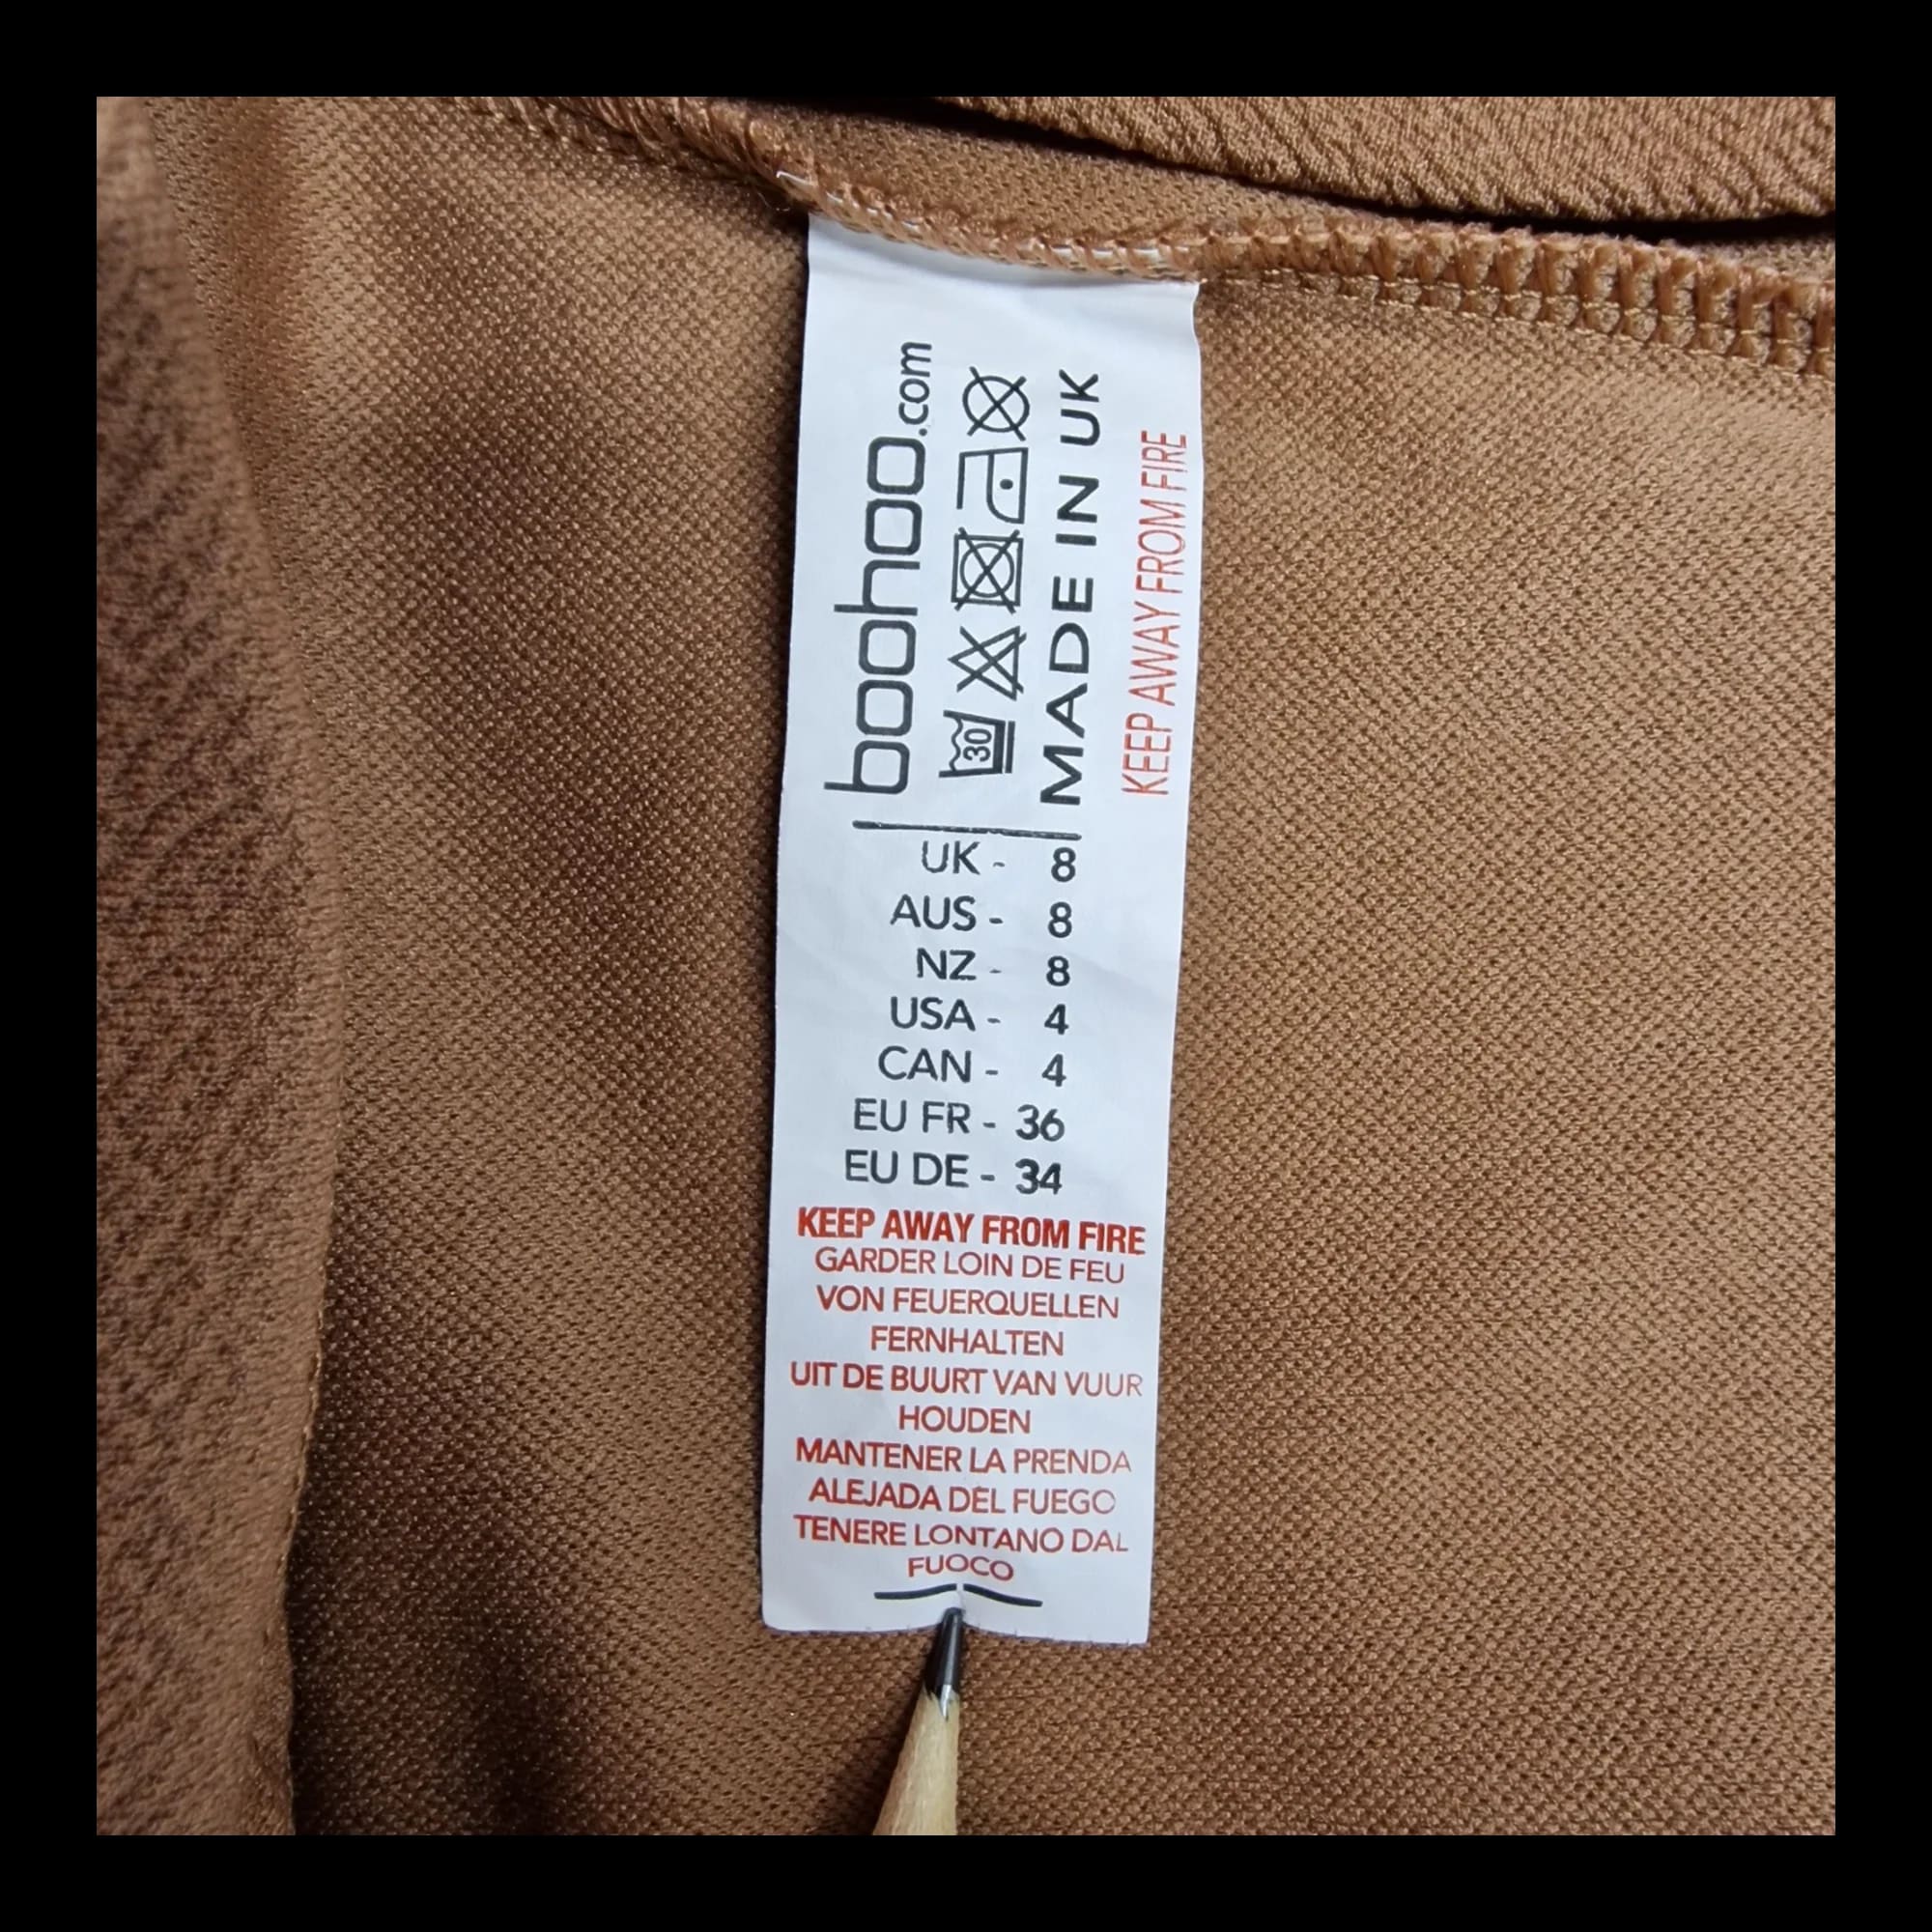 boohoo.com
30
MADE IN UK
KEEP AWAY FROM FIRE
UK - 8
AUS - 8
NZ - 8
USA - 4
CAN - 4
EU FR - 36
EU DE - 34
KEEP AWAY FROM FIRE
GARDER LOIN DE FEU
VON FEUERQUELLEN
FERNHALTEN
UIT DE BUURT VAN VUUR
HOUDEN
MANTENER LA PRENDA
ALEJADA DEL FUEGO
TENERE LONTANO DAL
FUOCO